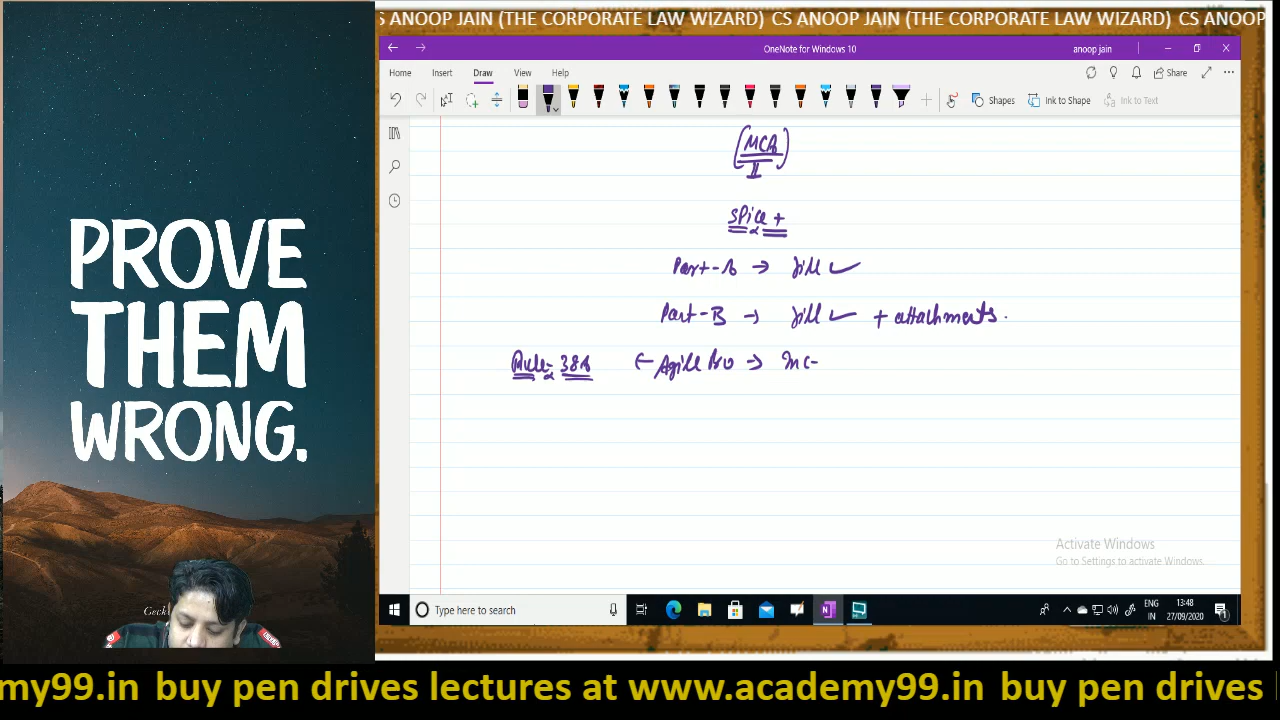 S ANOOP JAIN (THE CORPORATE LAW WIZARD) CS ANOOP JAIN (THE CORPORATE LAW WIZARD) CS ANOOP
OneNote for Windows 10
anoop jain
Home Insert Draw View Help
Share
Shapes
Ink to Shape
Ink to Text
(MCA)
SPice +
Part-A → fill ✓
Part-B → fill ✓ + attachments.
Rule-38A ← Agile Pro → INC-
PROVE
THEM
WRONG.
Geck
Activate Windows
Go to Settings to activate Windows.
Type here to search
ENG
IN
13:48
27/09/2020
my99.in buy pen drives lectures at www.academy99.in buy pen drives